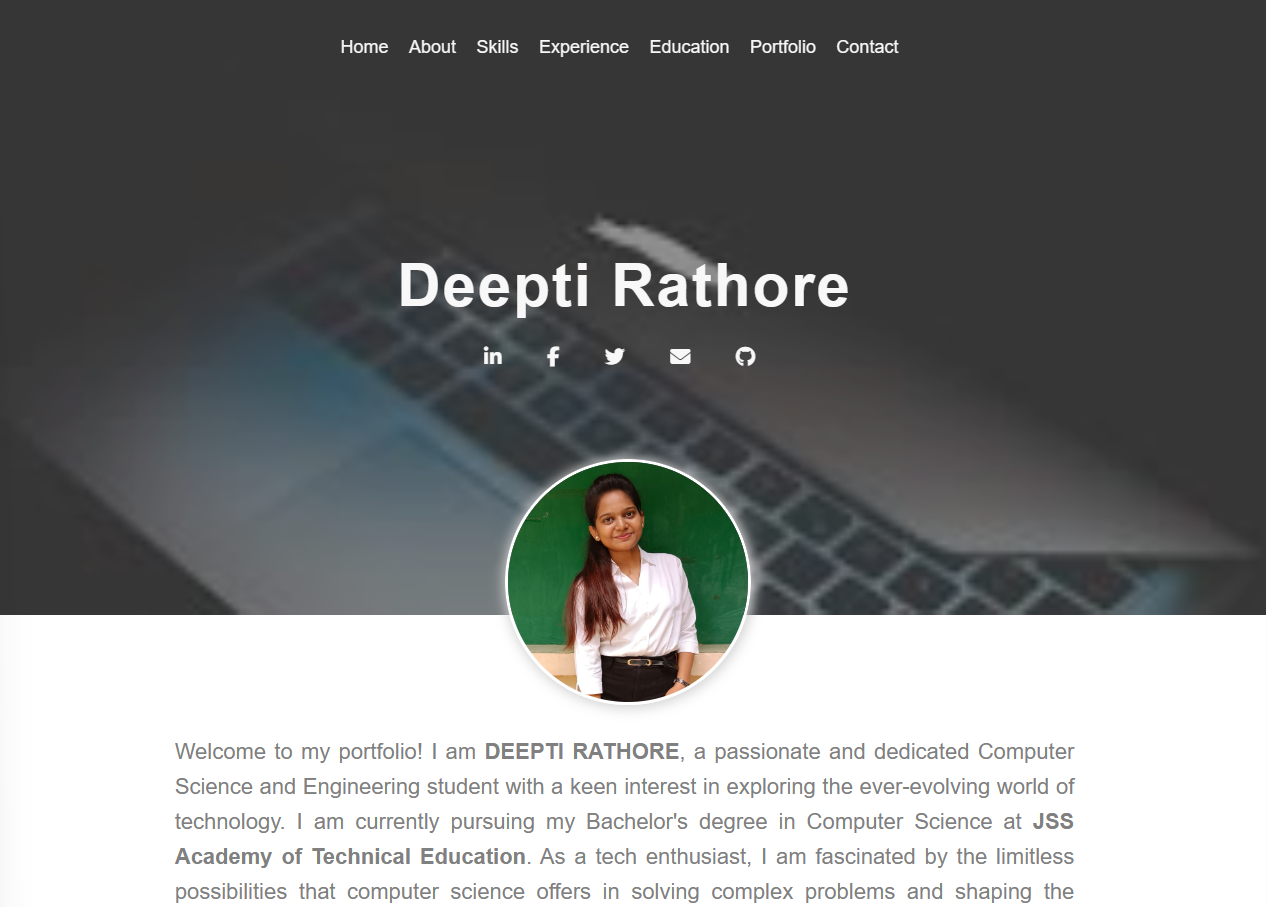 Home About Skills Experience Education Portfolio Contact
Deepti Rathore
Welcome to my portfolio! I am DEEPTI RATHORE, a passionate and dedicated Computer
Science and Engineering student with a keen interest in exploring the ever-evolving world of
technology. I am currently pursuing my Bachelor's degree in Computer Science at JSS
Academy of Technical Education. As a tech enthusiast, I am fascinated by the limitless
possibilities that computer science offers in solving complex problems and shaping the